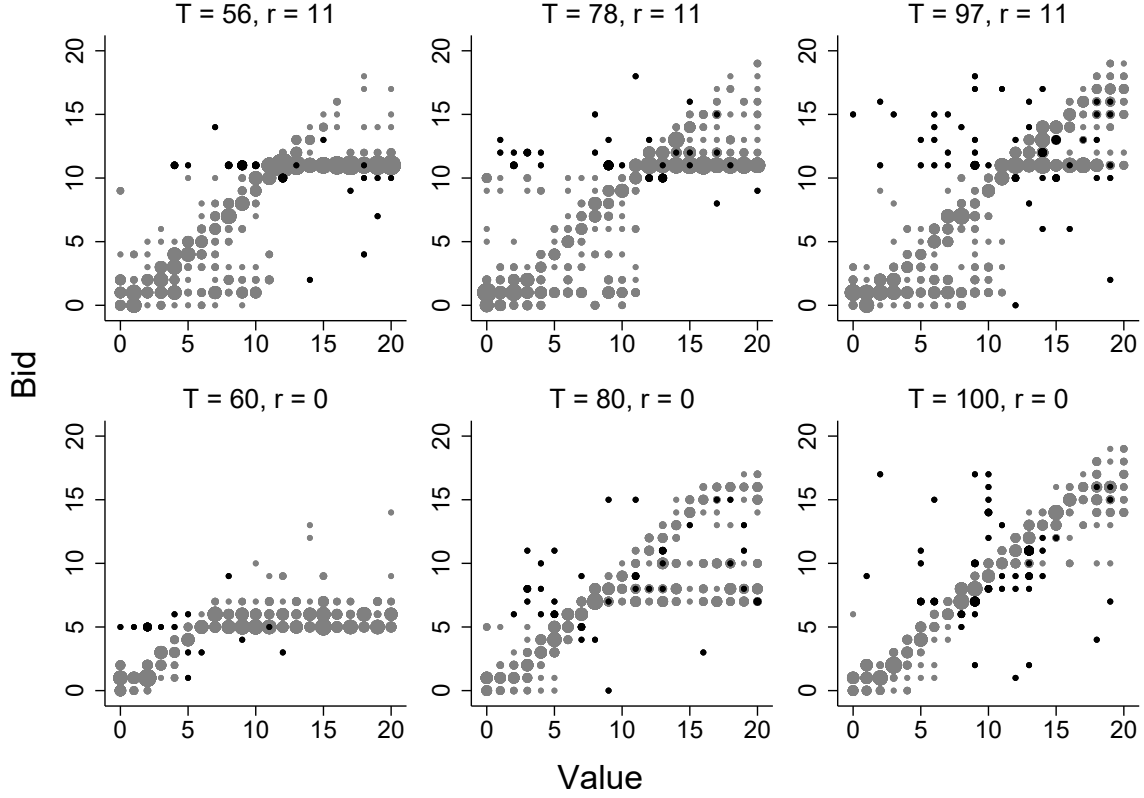 T = 56, r = 11
T = 78, r = 11
T = 97, r = 11
20
15
10
5
0
0 5 10 15 20
20
15
10
5
0
0 5 10 15 20
20
15
10
5
0
0 5 10 15 20
Bid
T = 60, r = 0
T = 80, r = 0
T = 100, r = 0
20
15
10
5
0
0 5 10 15 20
20
15
10
5
0
0 5 10 15 20
20
15
10
5
0
0 5 10 15 20
Value